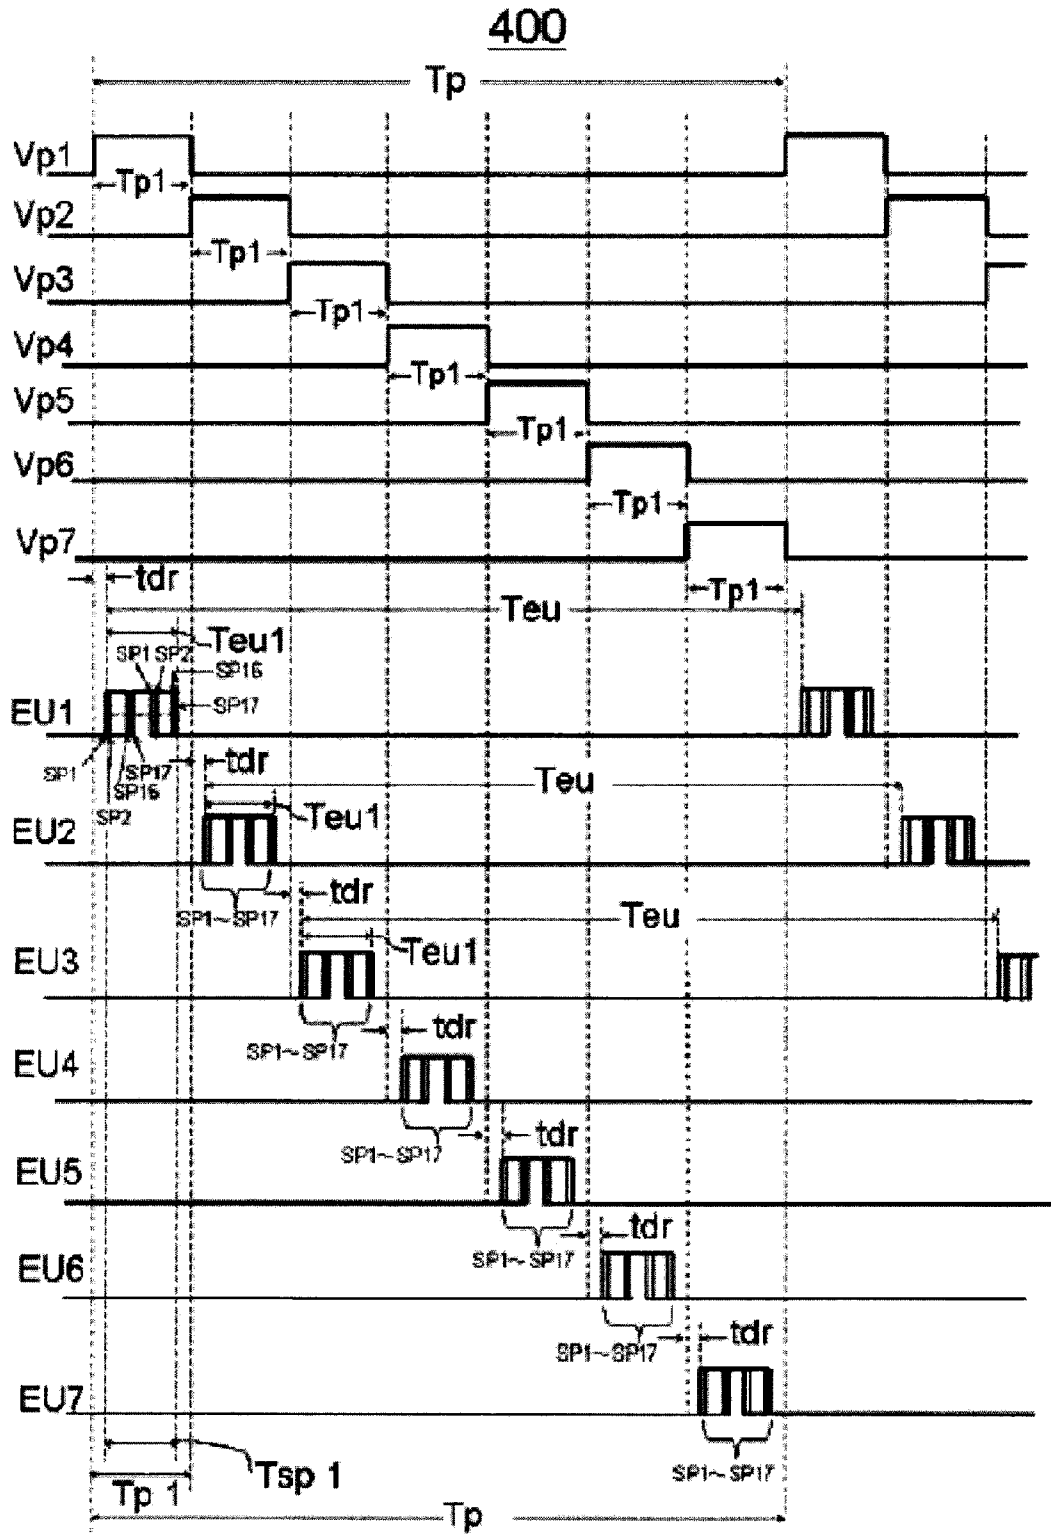 400
Tp
Vp1
Tp1
Vp2
Tp1
Vp3
Tp1
Vp4
Tp1
Vp5
Tp1
Vp6
Tp1
Vp7
Tp1
tdr
Teu
Teu1
SP1 SP2
SP16
SP17
EU1
SP1
SP17
SP16
SP2
tdr
Teu
Teu1
EU2
SP1~SP17
tdr
Teu
Teu1
EU3
SP1~SP17
tdr
EU4
SP1~SP17
tdr
EU5
SP1~SP17
tdr
EU6
SP1~SP17
tdr
EU7
SP1~SP17
Tsp 1
Tp 1
Tp